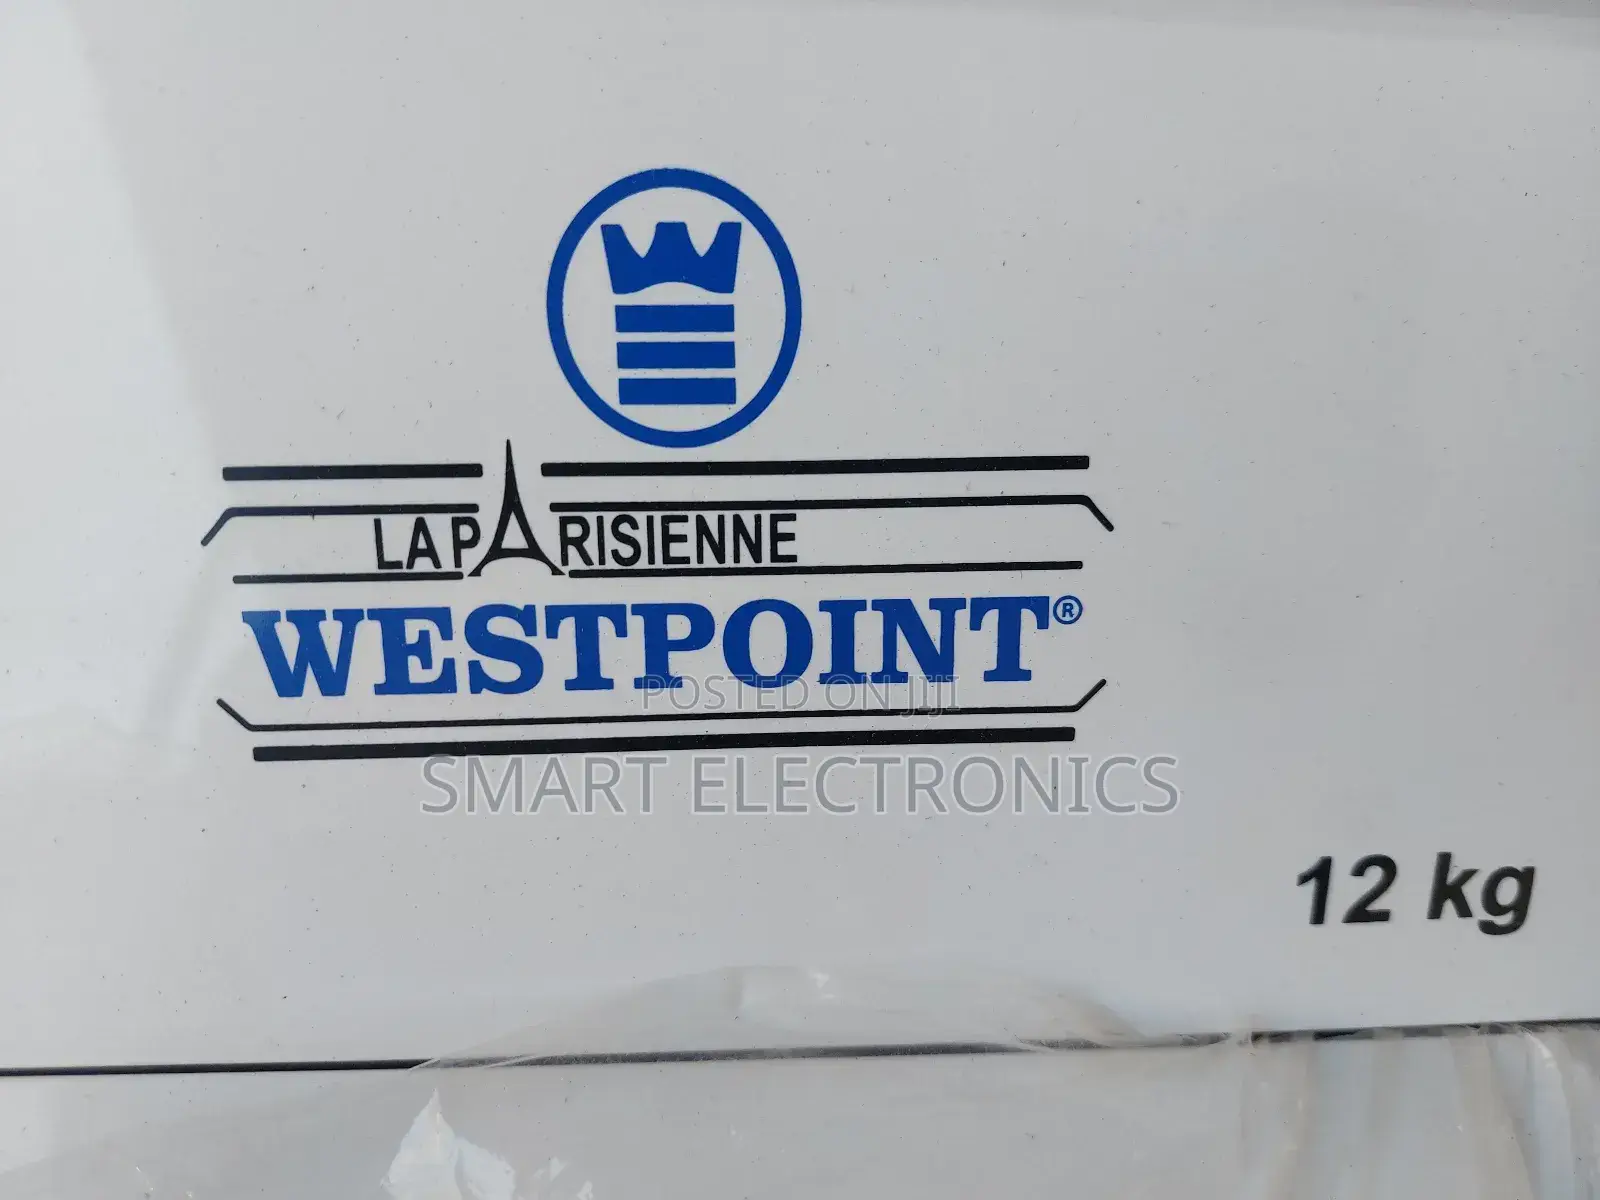 LAPARISIENNE
WESTPOINT®
POSTED ON JIJI
SMART ELECTRONICS
12 kg